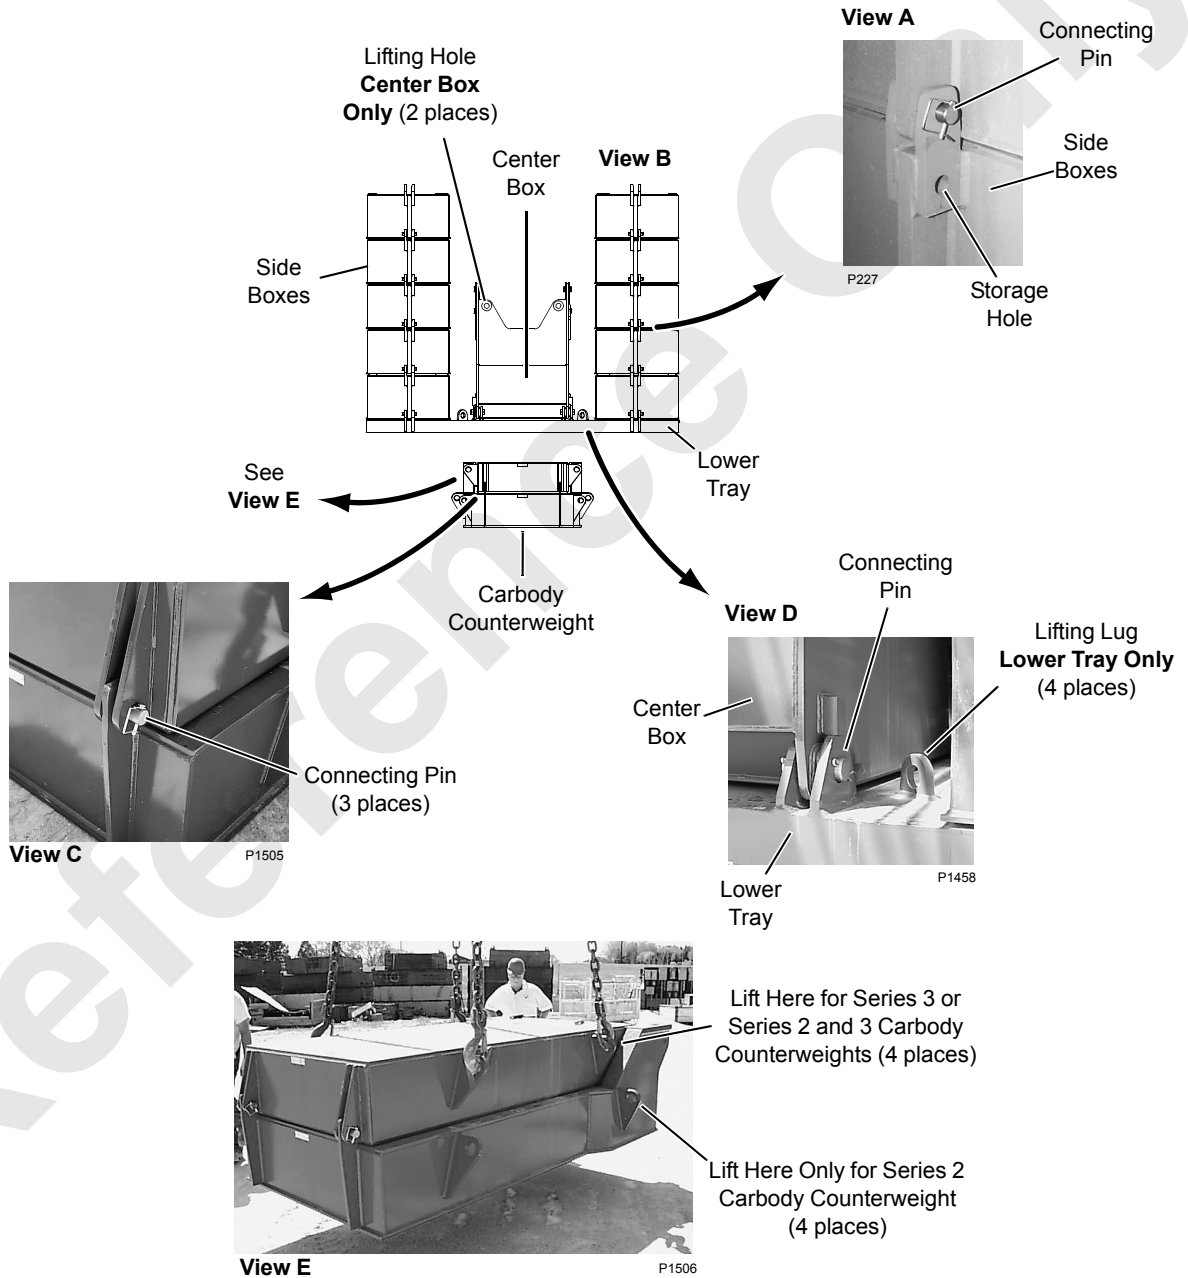 View A
Connecting
Pin
Side
Boxes
Storage
Hole
P227
Lifting Hole
Center Box
Only (2 places)
Center
Box
View B
Side
Boxes
Lower
Tray
See
View E
Carbody
Counterweight
Connecting Pin
(3 places)
View C
P1505
View D
Connecting
Pin
Lifting Lug
Lower Tray Only
(4 places)
Center
Box
Lower
Tray
P1458
Lift Here for Series 3 or
Series 2 and 3 Carbody
Counterweights (4 places)
Lift Here Only for Series 2
Carbody Counterweight
(4 places)
View E
P1506
Reference Only